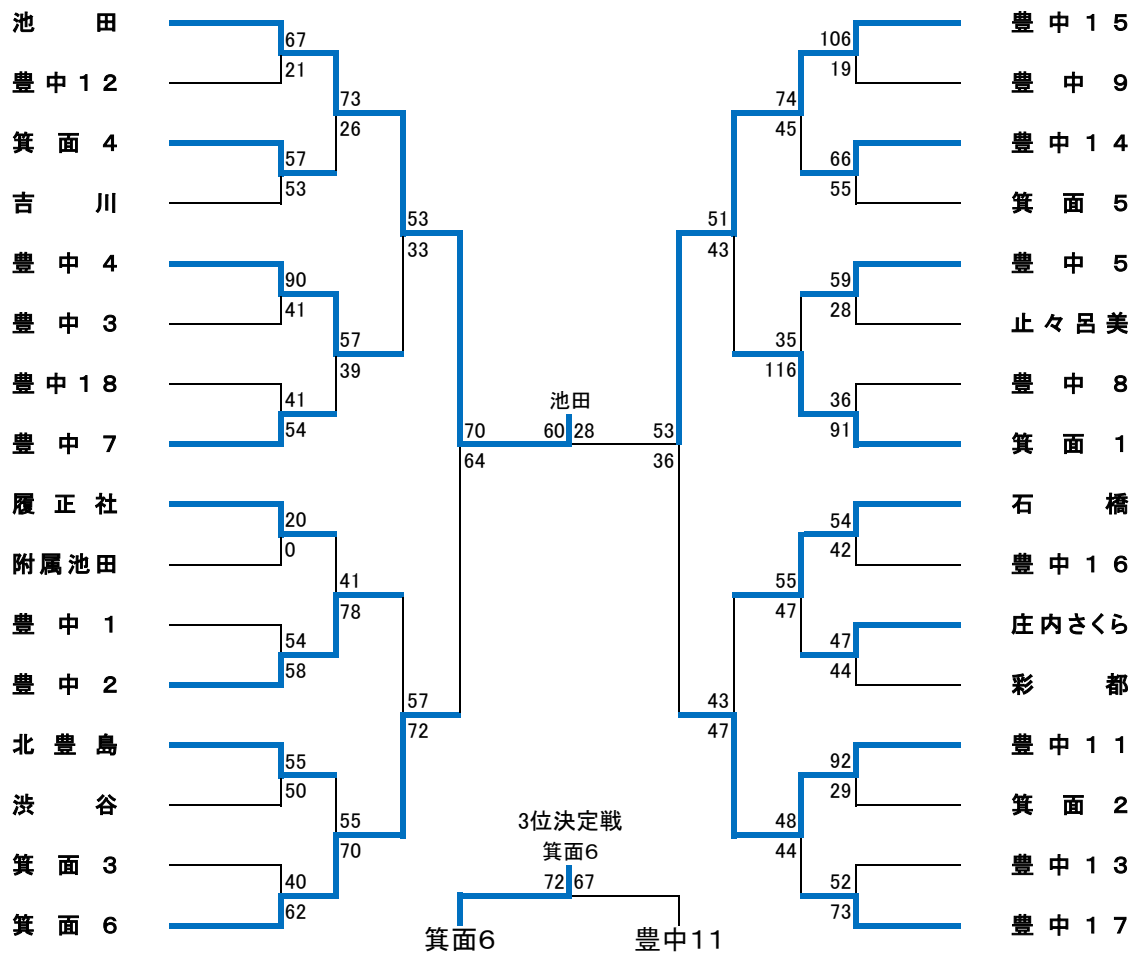 池田
67
21
豊中12
73
26
箕面4
57
53
吉川
53
33
豊中4
90
41
豊中3
57
39
豊中18
41
54
豊中7
70
64
履正社
20
0
附属池田
41
78
豊中1
54
58
豊中2
57
72
北豊島
55
50
渋谷
55
70
箕面3
40
62
箕面6
池田
60 28
3位決定戦
箕面6
72 67
箕面6 豊中11
豊中15
106
19
豊中9
74
45
豊中14
66
55
箕面5
51
43
豊中5
59
28
止々呂美
35
116
豊中8
36
91
箕面1
53
36
石橋
54
42
豊中16
55
47
庄内さくら
47
44
彩都
43
47
豊中11
92
29
箕面2
48
44
豊中13
52
73
豊中17